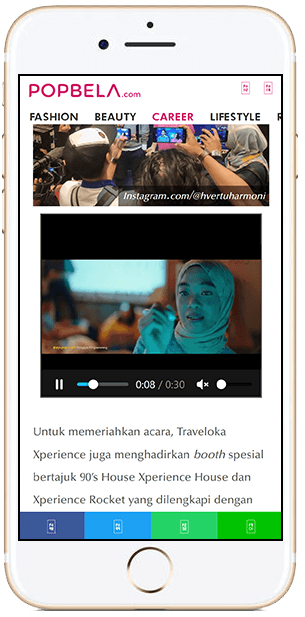 POPBELA.com
FASHION BEAUTY CAREER LIFESTYLE
Instagram.com/@hvertuharmoni
0:08 / 0:30
Untuk memeriahkan acara, Traveloka
Xperience juga menghadirkan booth spesial
bertajuk 90's House Xperience House dan
Xperience Rocket yang dilengkapi dengan